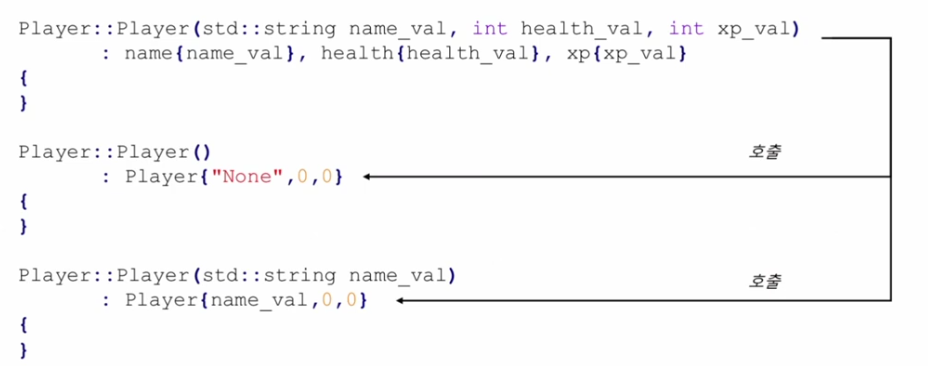 Player::Player(std::string name_val, int health_val, int xp_val)
: name{name_val}, health{health_val}, xp{xp_val}
{
}
Player::Player()
호출
: Player{"None",0,0}
{
}
Player::Player(std::string name_val)
호출
: Player{name_val,0,0}
{
}